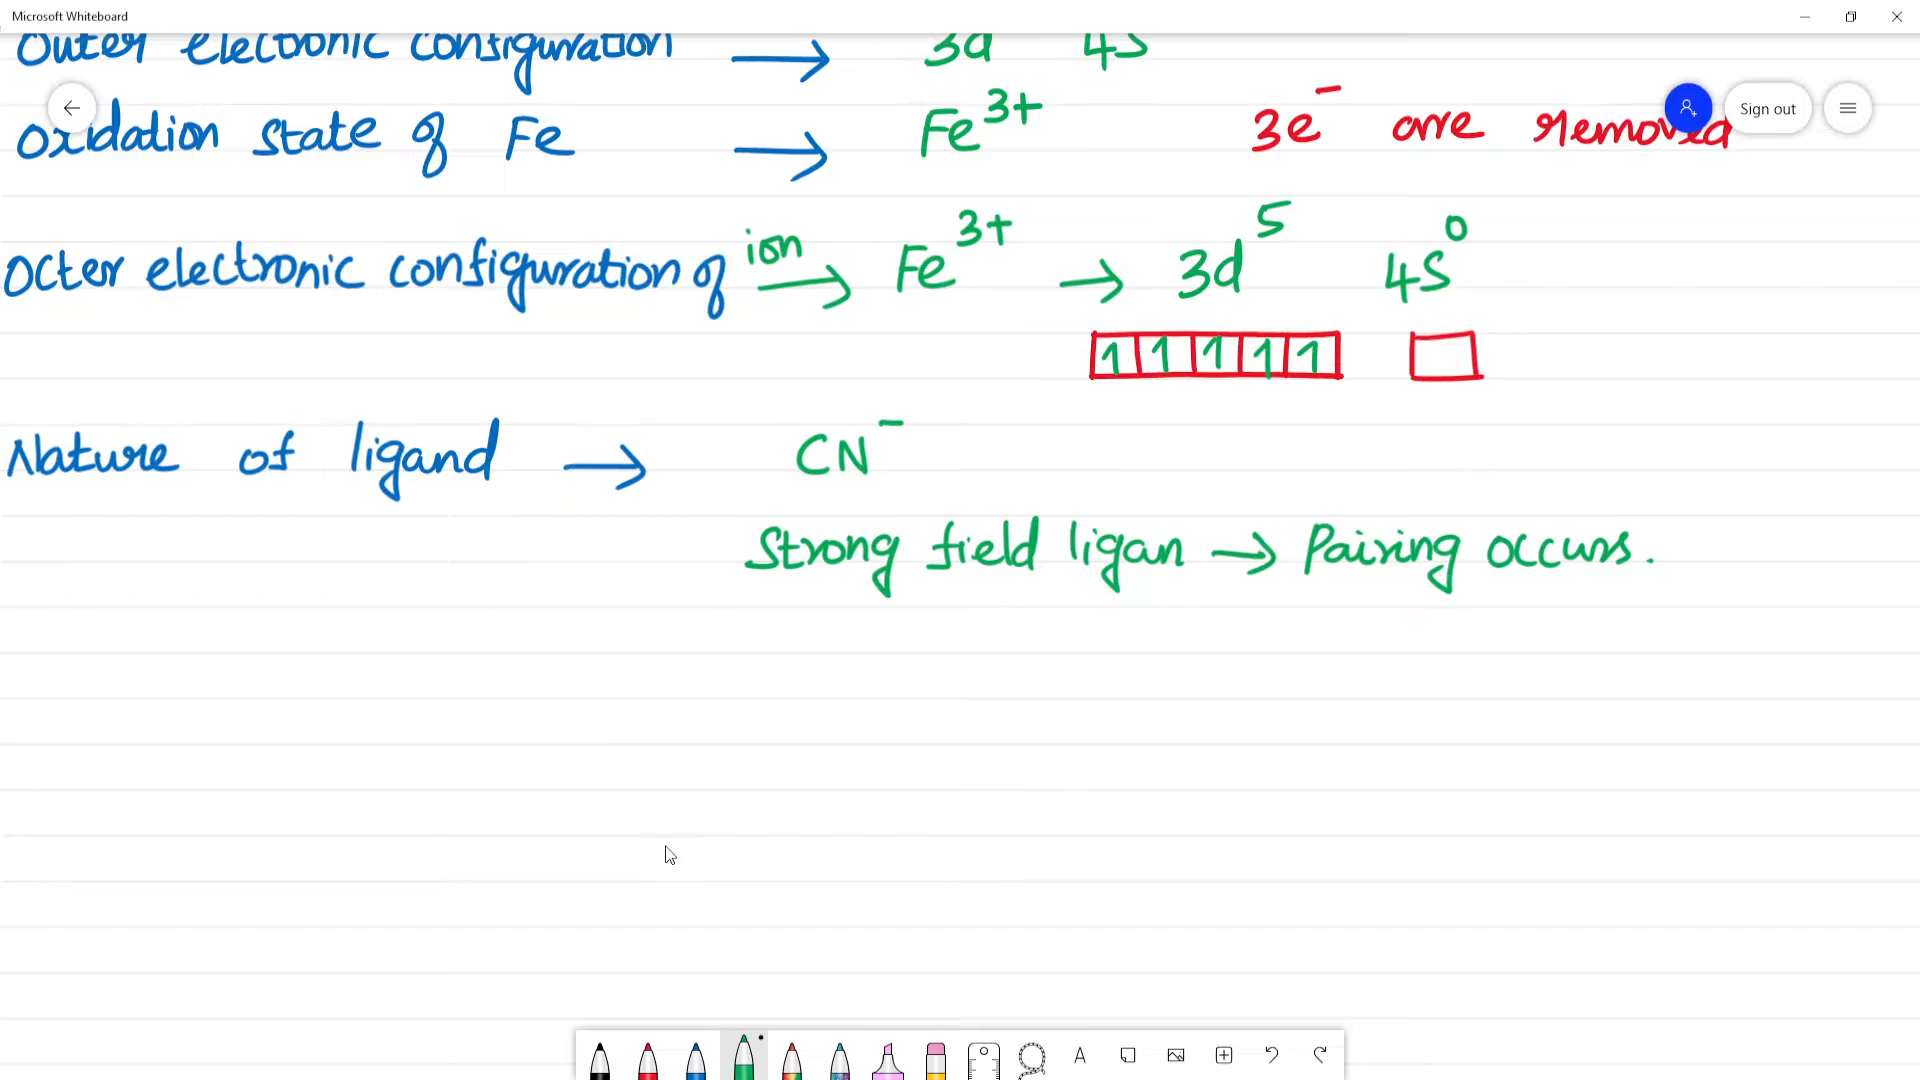 Microsoft Whiteboard
Outer electronic configuration → 3d 4s
Sign out
Oxidation state of Fe → Fe3+ 3e- are removed
Octer electronic configuration of ion → Fe3+ → 3d5 4s0
1 1 1 1 1
Nature of ligand → CN-
Strong field ligan → Pairing occurs.
A